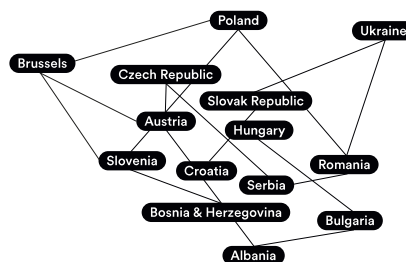 Poland
Ukraine
Brussels
Czech Republic
Slovak Republic
Austria
Hungary
Slovenia
Croatia
Romania
Serbia
Bosnia & Herzegovina
Bulgaria
Albania